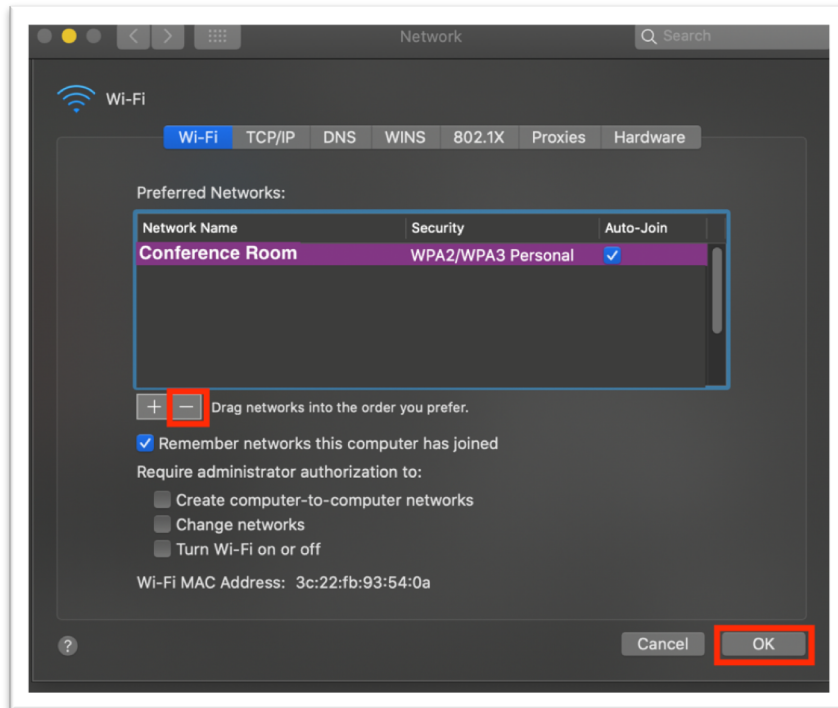 Network
Search
Wi-Fi
Wi-Fi TCP/IP DNS WINS 802.1X Proxies Hardware
Preferred Networks:
Network Name Security Auto-Join
Conference Room WPA2/WPA3 Personal
+ − Drag networks into the order you prefer.
Remember networks this computer has joined
Require administrator authorization to:
Create computer-to-computer networks
Change networks
Turn Wi-Fi on or off
Wi-Fi MAC Address: 3c:22:fb:93:54:0a
? Cancel OK